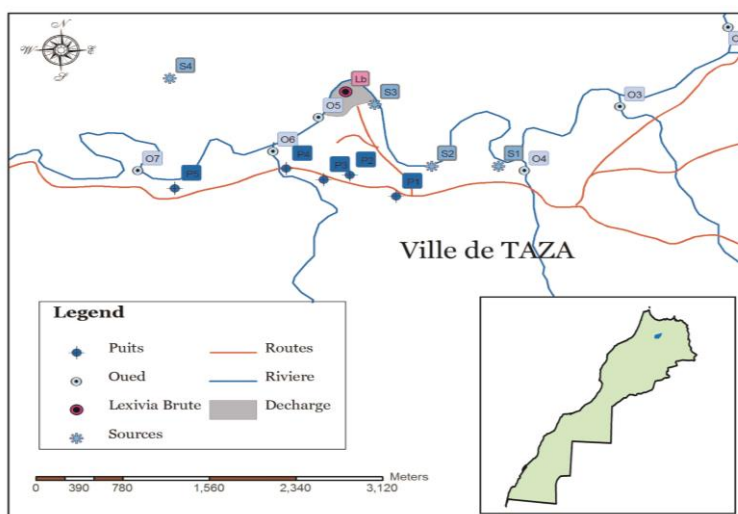 N
W E
S
S4
Lb
S3
O5
O3
O
O6
P4
P3
P2
O7
P5
P1
S2
S1
O4
Ville de TAZA
Legend
Puits
Routes
Oued
Riviere
Lexivia Brute
Decharge
Sources
Meters
0 390 780 1,560 2,340 3,120